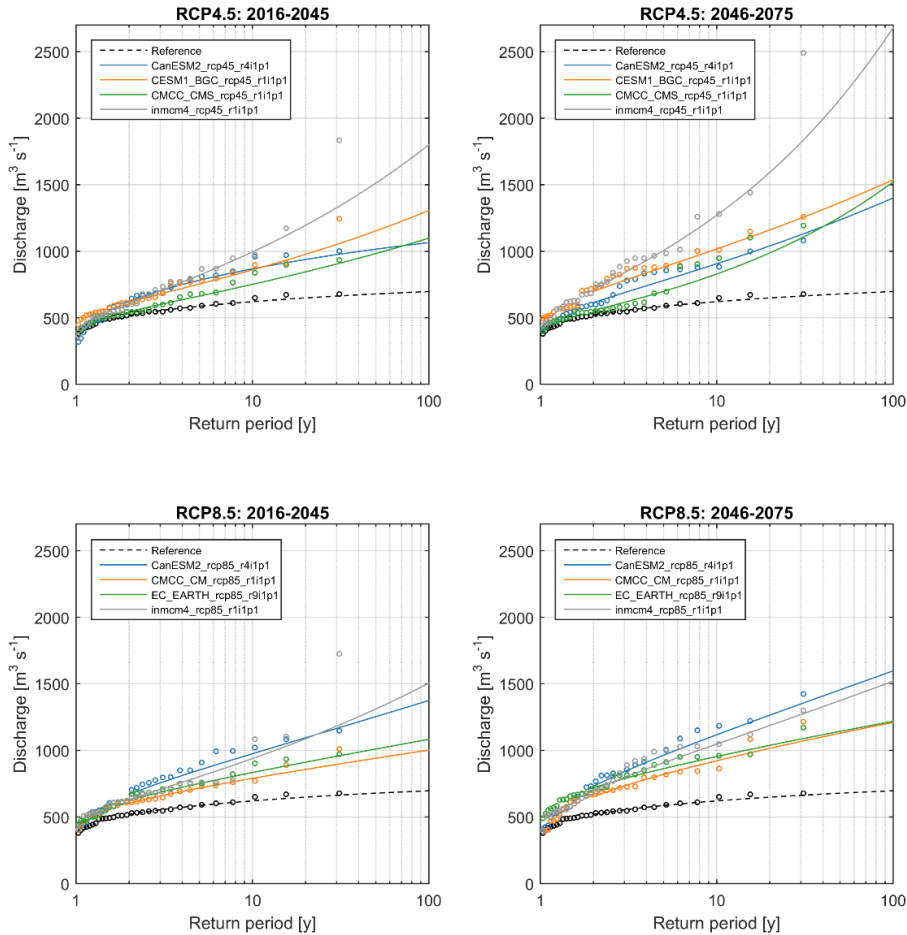 RCP4.5: 2016-2045
2500
2000
1500
1000
500
0
Discharge [m³ s⁻¹]
Reference
CanESM2_rcp45_r4i1p1
CESM1_BGC_rcp45_r1i1p1
CMCC_CMS_rcp45_r1i1p1
inmcm4_rcp45_r1i1p1
1
10
100
Return period [y]
RCP4.5: 2046-2075
2500
2000
1500
1000
500
0
Discharge [m³ s⁻¹]
Reference
CanESM2_rcp45_r4i1p1
CESM1_BGC_rcp45_r1i1p1
CMCC_CMS_rcp45_r1i1p1
inmcm4_rcp45_r1i1p1
1
10
100
Return period [y]
RCP8.5: 2016-2045
2500
2000
1500
1000
500
0
Discharge [m³ s⁻¹]
Reference
CanESM2_rcp85_r4i1p1
CMCC_CM_rcp85_r1i1p1
EC_EARTH_rcp85_r9i1p1
inmcm4_rcp85_r1i1p1
1
10
100
Return period [y]
RCP8.5: 2046-2075
2500
2000
1500
1000
500
0
Discharge [m³ s⁻¹]
Reference
CanESM2_rcp85_r4i1p1
CMCC_CM_rcp85_r1i1p1
EC_EARTH_rcp85_r9i1p1
inmcm4_rcp85_r1i1p1
1
10
100
Return period [y]